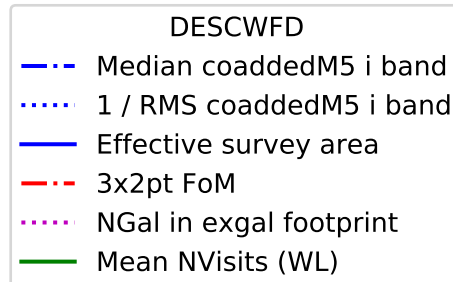 DESCWFD
Median coaddedM5 i band
1 / RMS coaddedM5 i band
Effective survey area
3x2pt FoM
NGal in exgal footprint
Mean NVisits (WL)